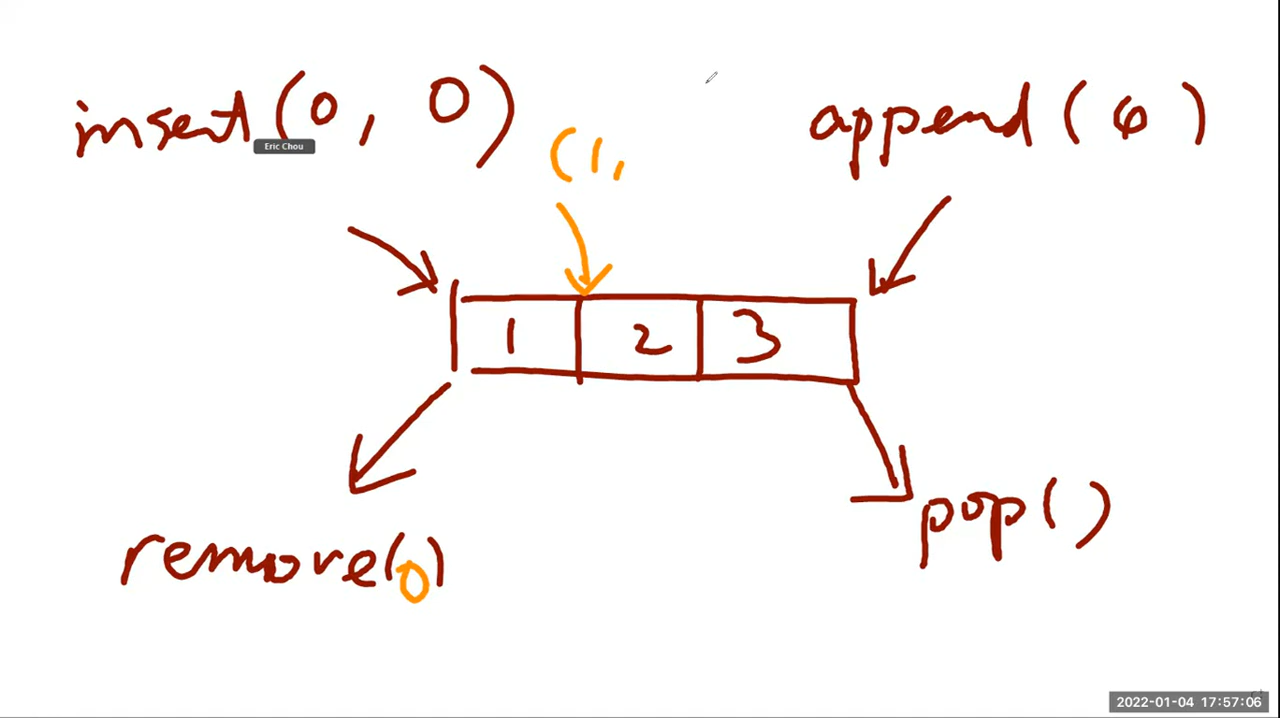 insert(0, 0)
append(6)
Eric Chou
(1,
1 2 3
remove(0)
pop()
2022-01-04 17:57:06